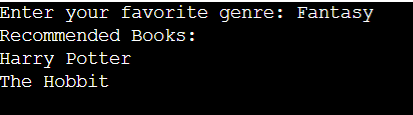 Enter your favorite genre: Fantasy
Recommended Books:
Harry Potter
The Hobbit